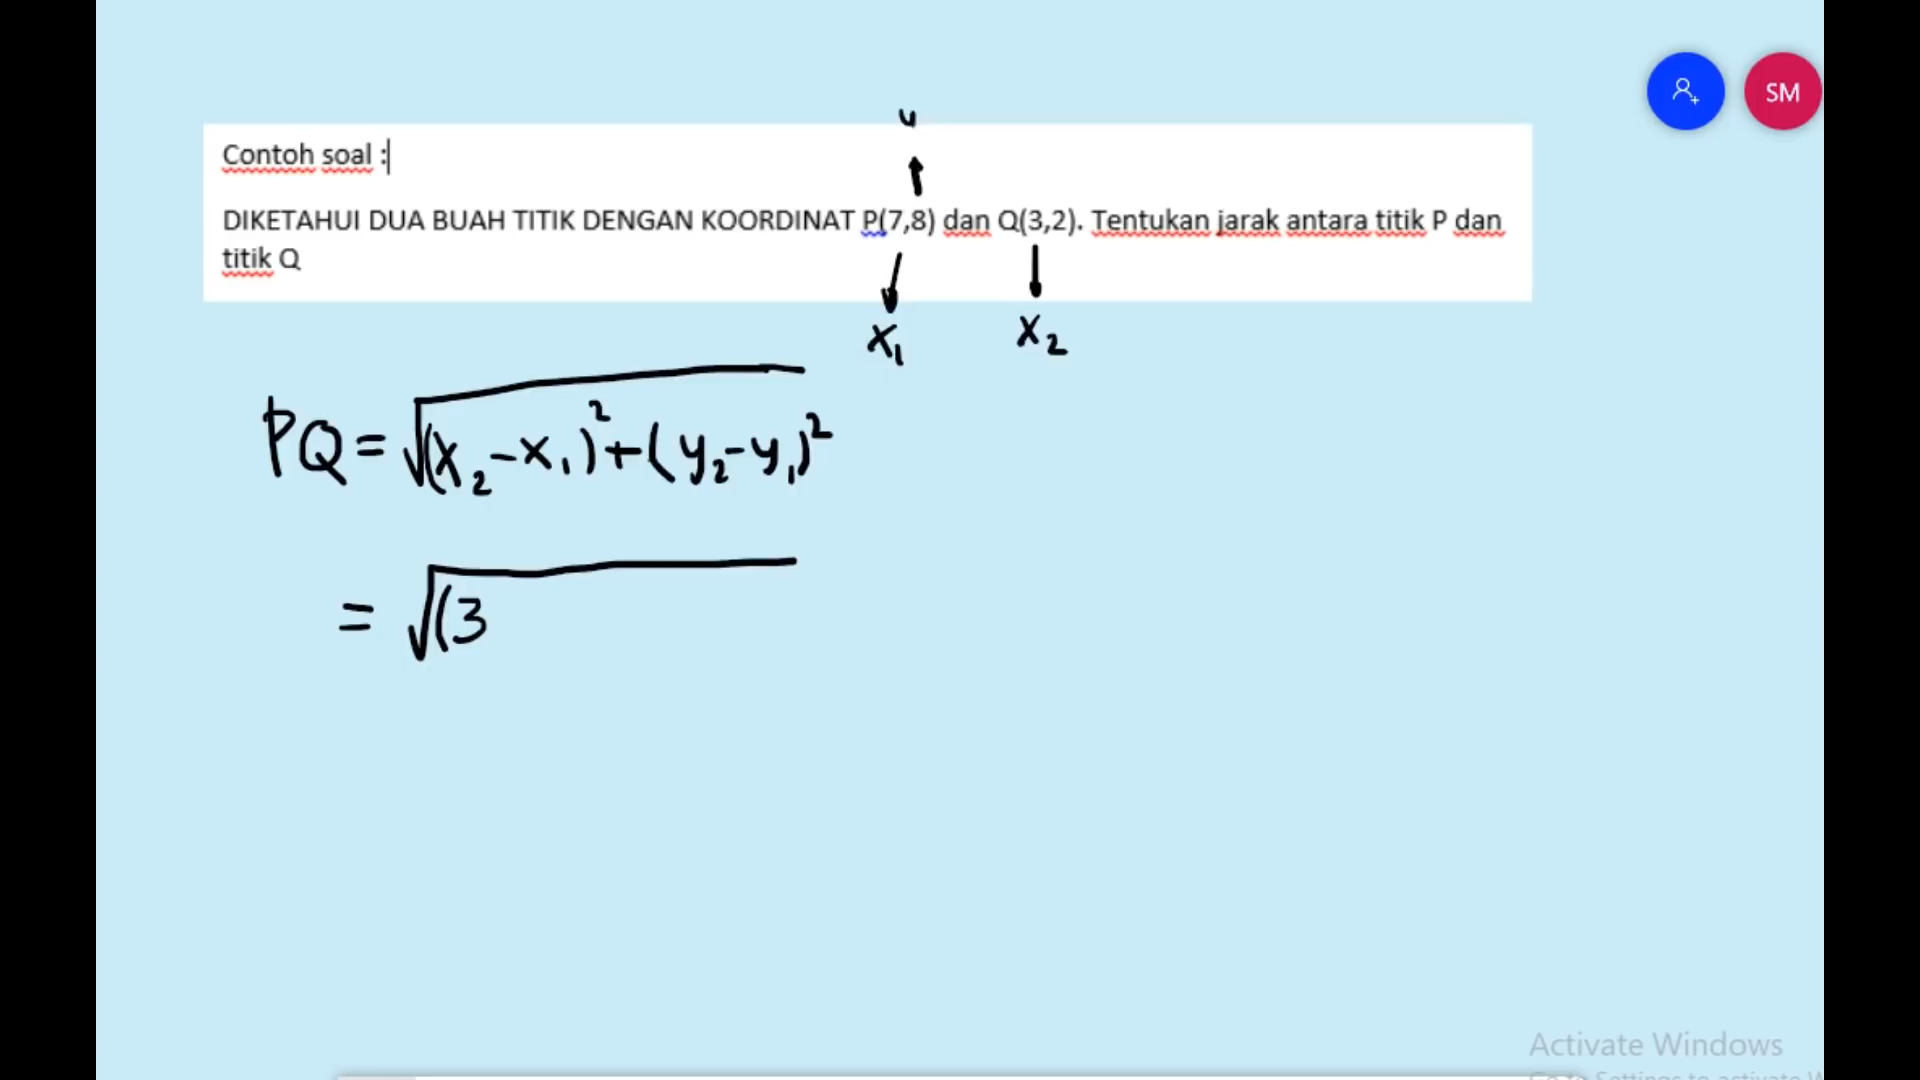 SM
Contoh soal :
DIKETAHUI DUA BUAH TITIK DENGAN KOORDINAT P(7,8) dan Q(3,2). Tentukan jarak antara titik P dan
titik Q
x₁ x₂
PQ = √(x₂-x₁)²+(y₂-y₁)²
= √(3
Activate Windows